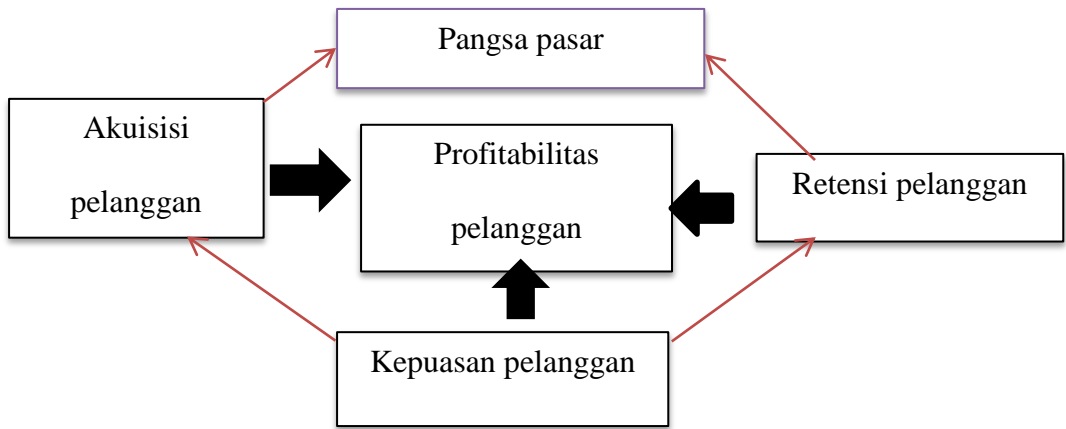 Pangsa pasar
Akuisisi
pelanggan
Profitabilitas
pelanggan
Retensi pelanggan
Kepuasan pelanggan